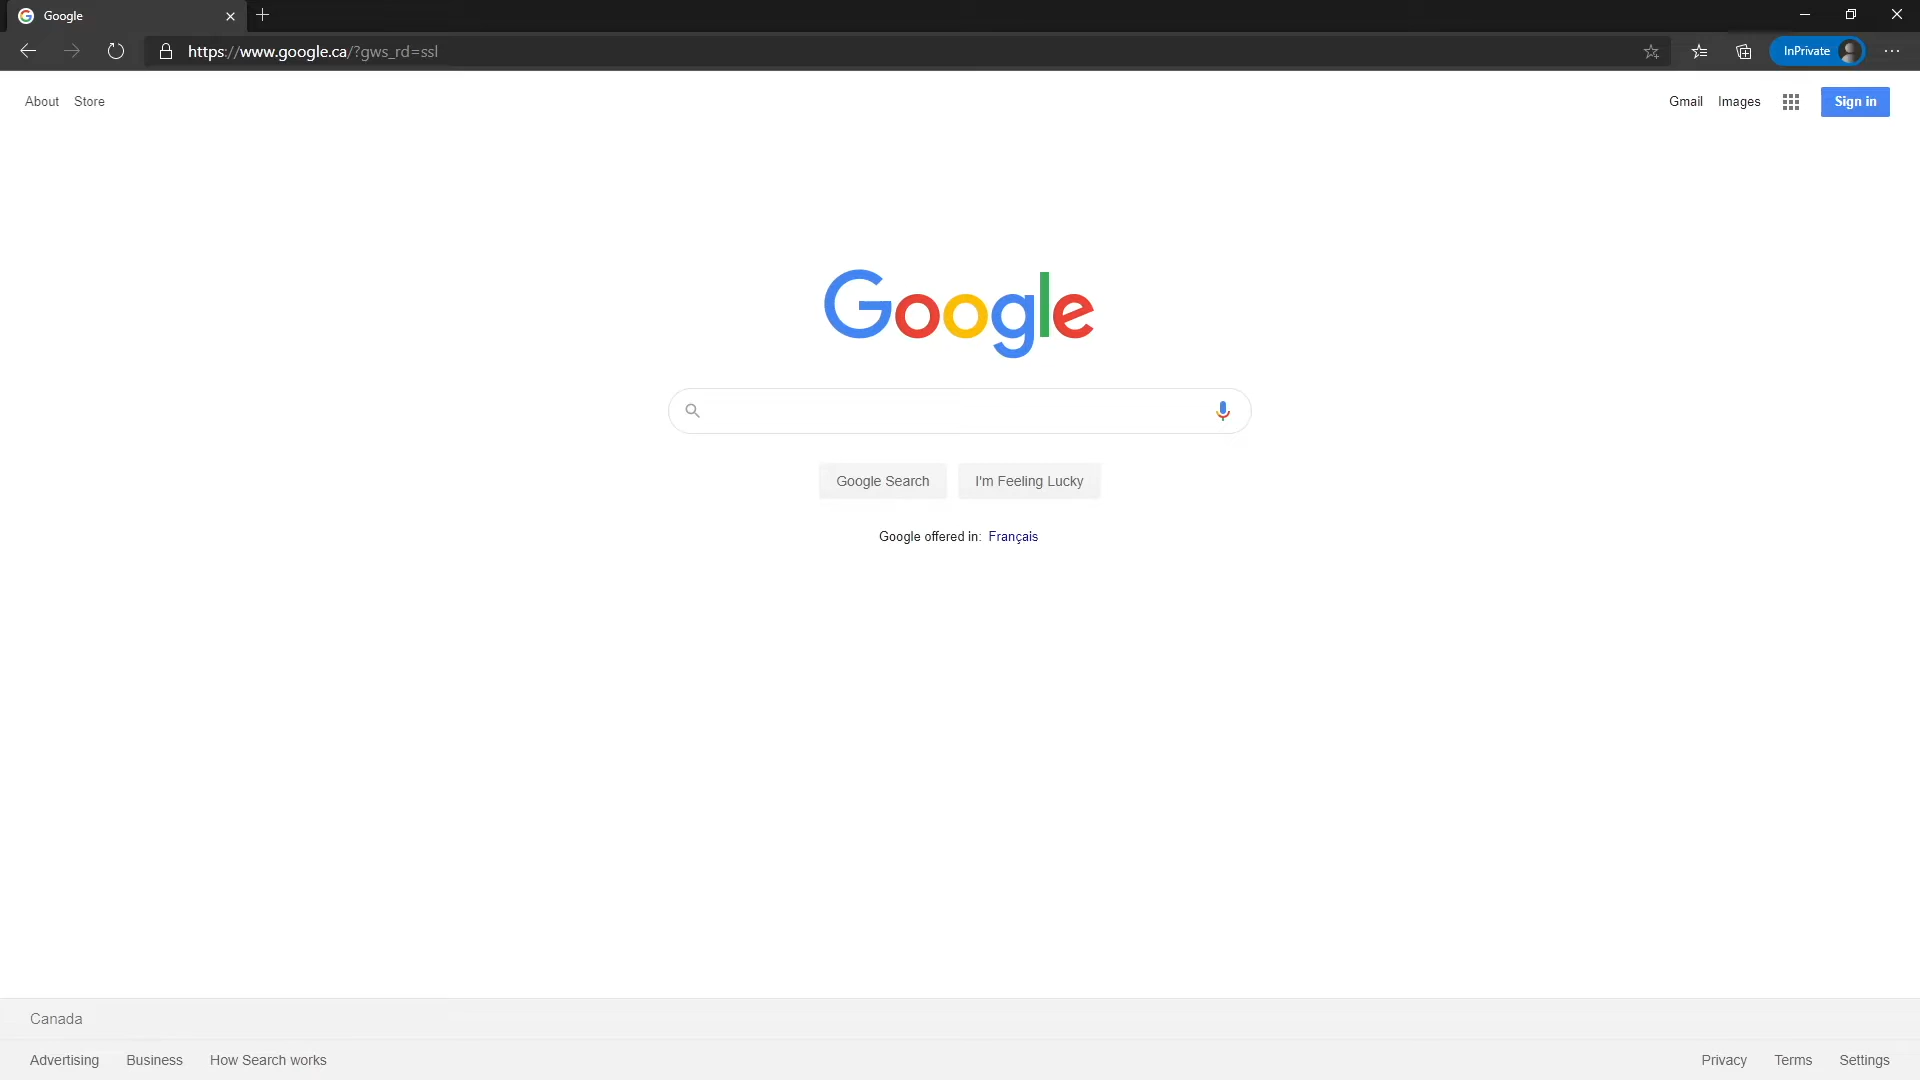 Google
https://www.google.ca/?gws_rd=ssl
InPrivate
About Store
Gmail Images Sign in
Google
Google Search I'm Feeling Lucky
Google offered in: Français
Canada
Advertising Business How Search works
Privacy Terms Settings